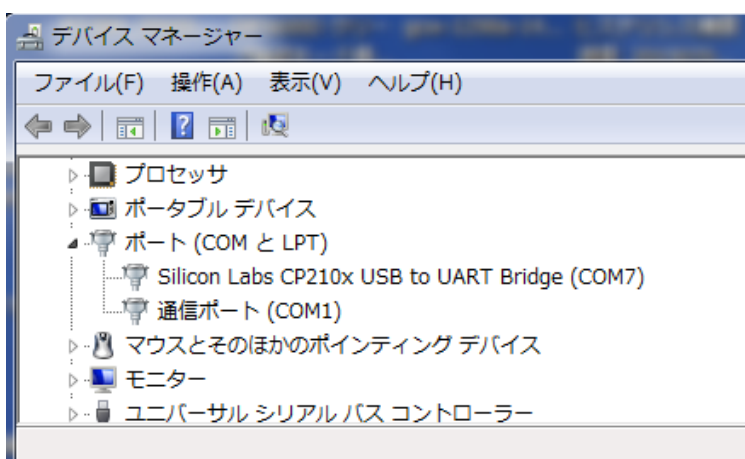 デバイス マネージャー
ファイル(F) 操作(A) 表示(V) ヘルプ(H)
プロセッサ
ポータブル デバイス
ポート (COM と LPT)
Silicon Labs CP210x USB to UART Bridge (COM7)
通信ポート (COM1)
マウスとそのほかのポインティング デバイス
モニター
ユニバーサル シリアル バス コントローラー